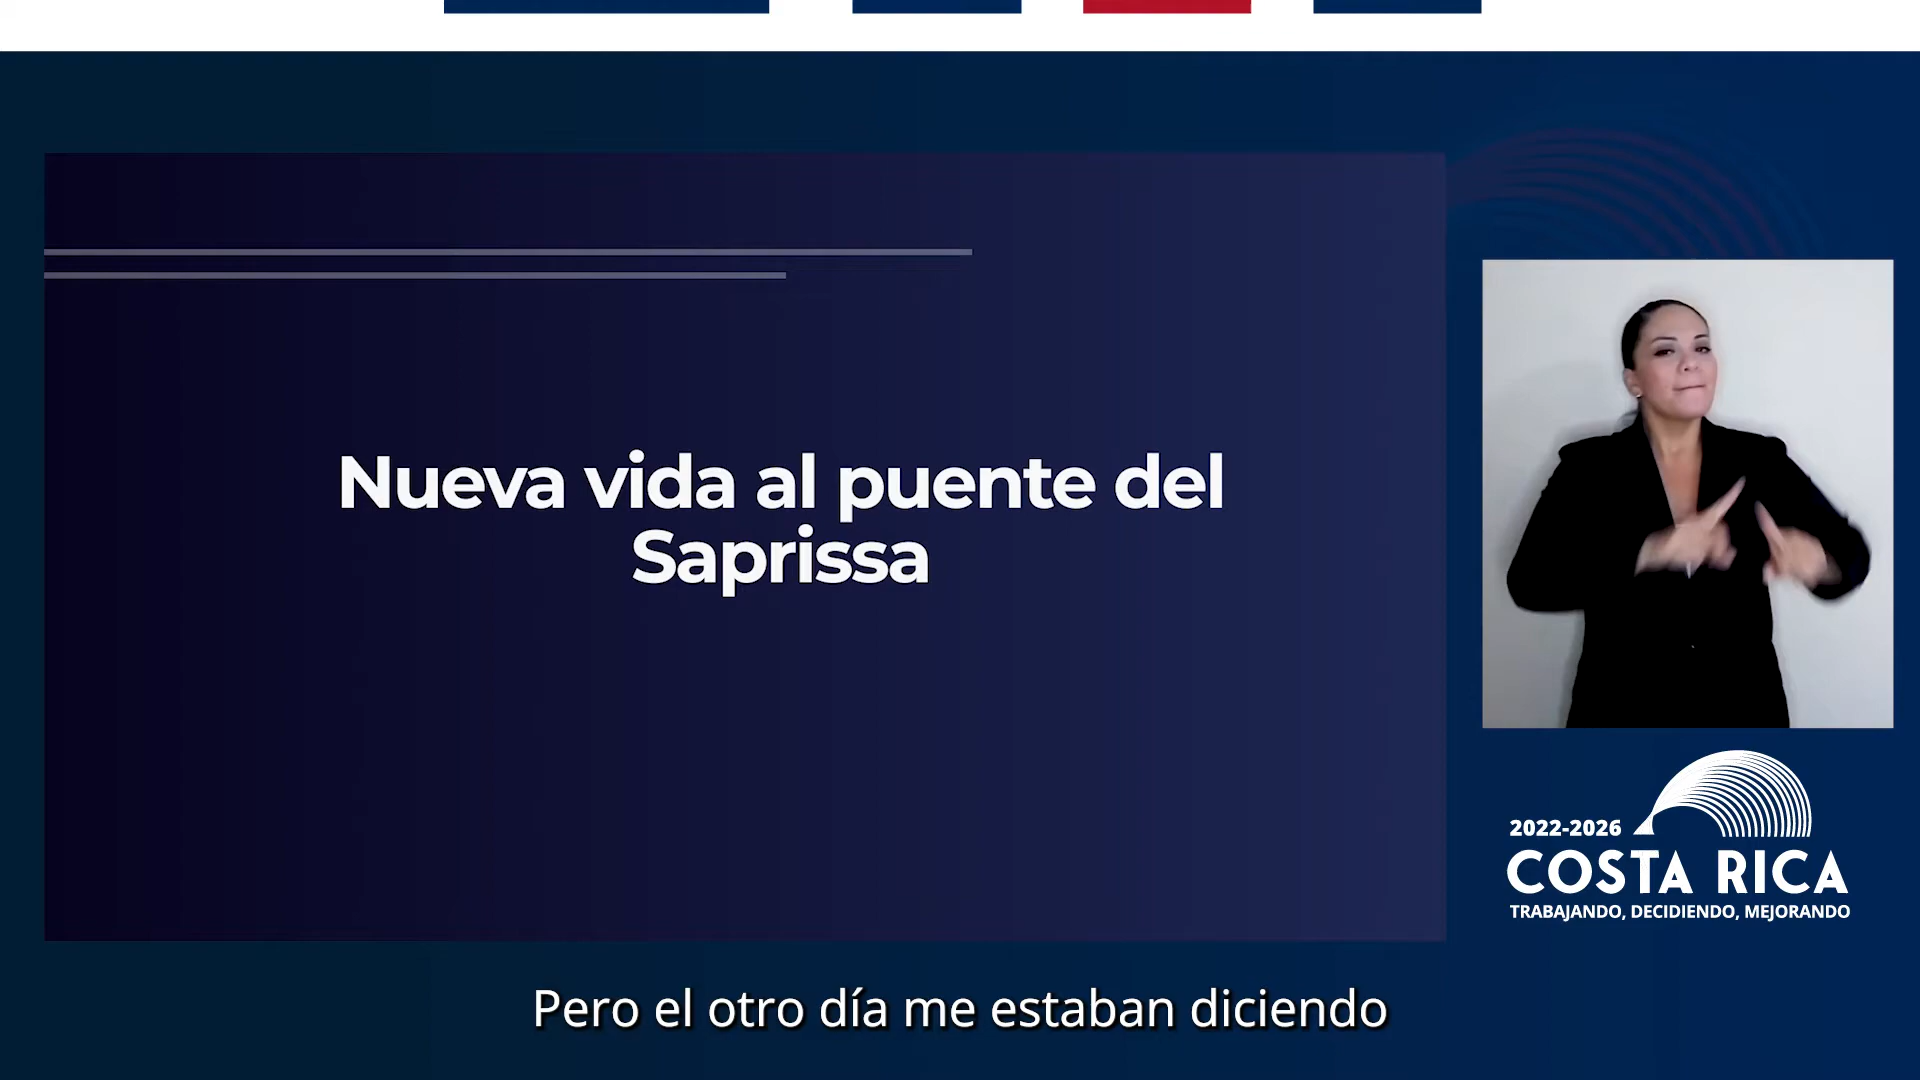 Nueva vida al puente del
Saprissa
2022-2026
COSTA RICA
TRABAJANDO, DECIDIENDO, MEJORANDO
Pero el otro día me estaban diciendo